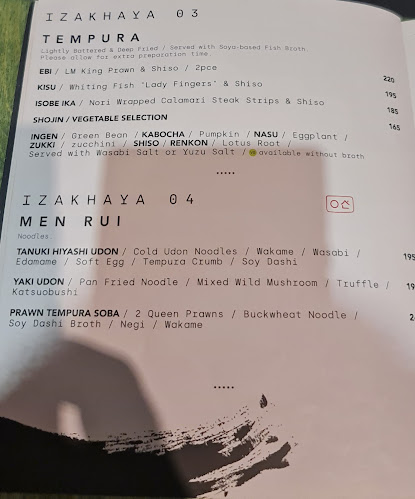 IZAKHAYA 03
TEMPURA
Lightly Battered & Deep Fried / Served with Soya-based Fish Broth.
Please allow for extra preparation time.
EBI / LM King Prawn & Shiso / 2pce 220
KISU / Whiting Fish "Lady Fingers" & Shiso 195
ISOBE IKA / Nori Wrapped Calamari Steak Strips & Shiso 185
SHOJIN / VEGETABLE SELECTION 165
INGEN / Green Bean / KABOCHA / Pumpkin / NASU / Eggplant /
ZUKKI / zucchini / SHISO / RENKON / Lotus Root /
Served with Wasabi Salt or Yuzu Salt / available without broth
IZAKHAYA 04
MEN RUI
Noodles
TANUKI HIYASHI UDON / Cold Udon Noodles / Wakame / Wasabi / 195
Edamame / Soft Egg / Tempura Crumb / Soy Dashi
YAKI UDON / Pan Fried Noodle / Mixed Wild Mushroom / Truffle /
Katsuobushi
PRAWN TEMPURA SOBA / 2 Queen Prawns / Buckwheat Noodle /
Soy Dashi Broth / Negi / Wakame